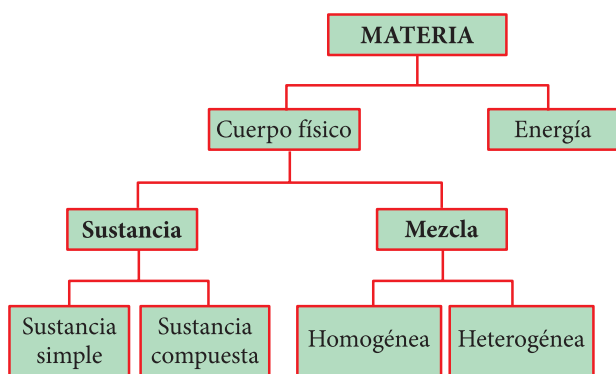 MATERIA
Cuerpo físico
Energía
Sustancia
Mezcla
Sustancia
simple
Sustancia
compuesta
Homogénea
Heterogénea